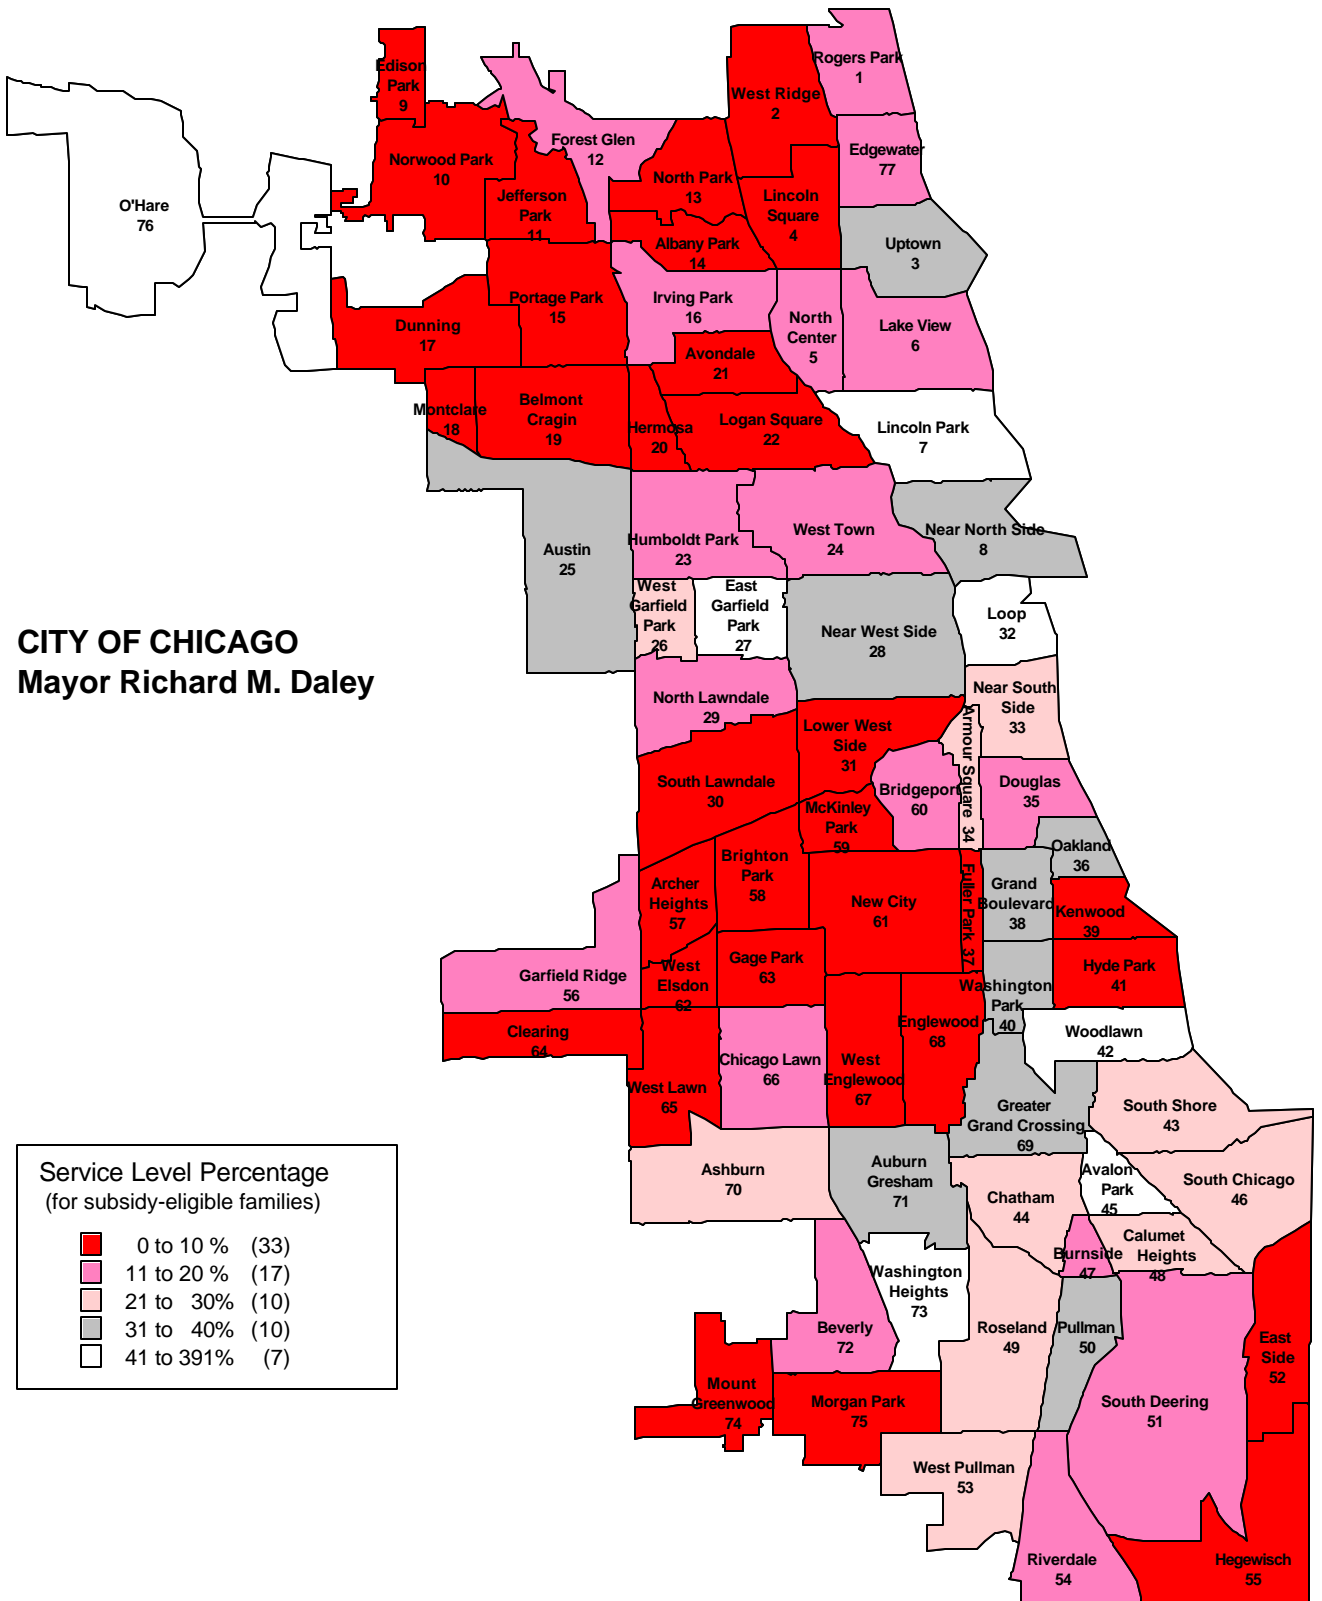 Rogers Park
1
Edison
Park
9
West Ridge
2
Forest Glen
12
Edgewater
77
Norwood Park
10
North Park
13
Jefferson
Park
11
Lincoln
Square
4
O'Hare
76
Albany Park
14
Uptown
3
Portage Park
15
Irving Park
16
North
Center
5
Lake View
6
Dunning
17
Avondale
21
Montclare
18
Belmont
Cragin
19
Hermosa
20
Logan Square
22
Lincoln Park
7
Austin
25
Humboldt Park
23
West Town
24
Near North Side
8
West
Garfield
Park
26
East
Garfield
Park
27
Near West Side
28
Loop
32
CITY OF CHICAGO
Mayor Richard M. Daley
North Lawndale
29
Near South
Side
33
Lower West
Side
31
Armour Square 34
South Lawndale
30
Bridgeport
60
Douglas
35
McKinley
Park
59
Oakland
36
Brighton
Park
58
Archer
Heights
57
New City
61
Fuller Park 37
Grand
Boulevard
38
Kenwood
39
Garfield Ridge
56
West
Elsdon
62
Gage Park
63
Washington
Park
40
Hyde Park
41
Clearing
64
Englewood
68
Woodlawn
42
West Lawn
65
Chicago Lawn
66
West
Englewood
67
Greater
Grand Crossing
69
South Shore
43
Ashburn
70
Auburn
Gresham
71
Chatham
44
Avalon
Park
45
South Chicago
46
Burnside
47
Calumet
Heights
48
Washington
Heights
73
Beverly
72
Roseland
49
Pullman
50
East
Side
52
Mount
Greenwood
74
Morgan Park
75
South Deering
51
West Pullman
53
Riverdale
54
Hegewisch
55
Service Level Percentage
(for subsidy-eligible families)
0 to 10 % (33)
11 to 20 % (17)
21 to 30% (10)
31 to 40% (10)
41 to 391% (7)